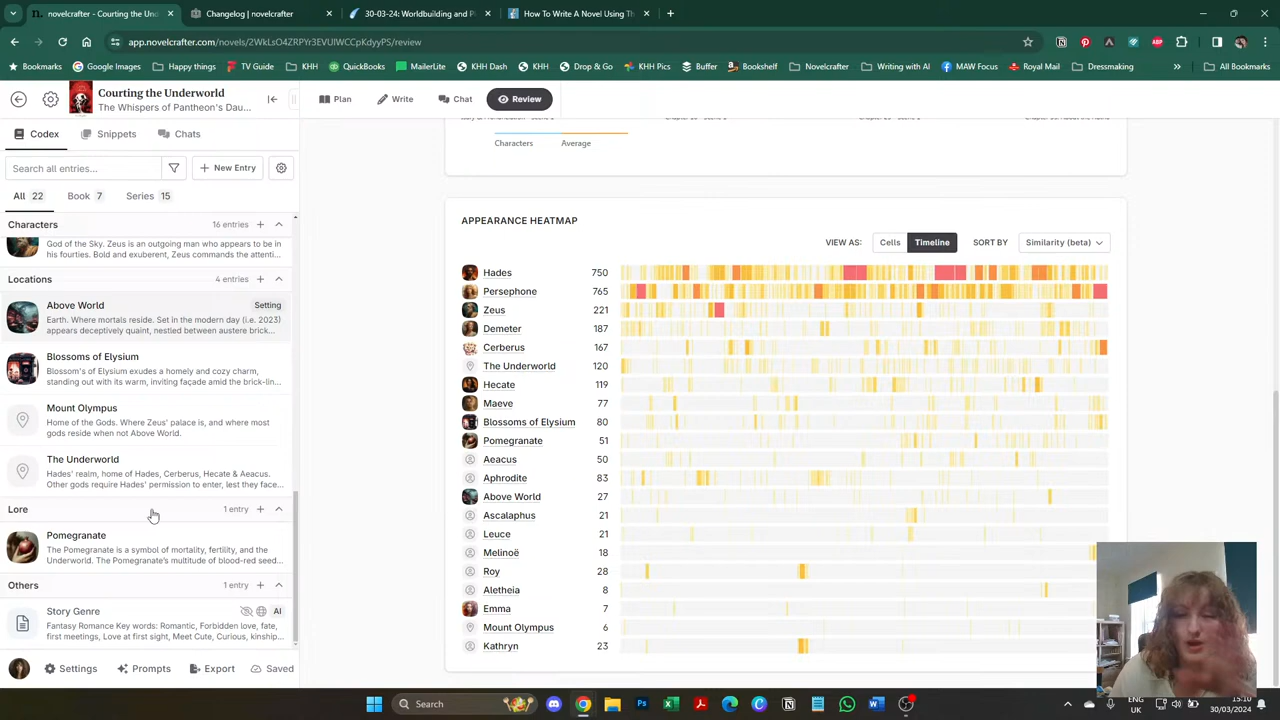 novelcrafter - Courting the Und
Changelog | novelcrafter
30-03-24: Worldbuilding and P
How To Write A Novel Using Th
app.novelcrafter.com/novels/2WkLsO4ZRPYr3EVUlWCCpKdyyPS/review
Bookmarks
Google Images
Happy things
TV Guide
KHH
QuickBooks
MailerLite
KHH Dash
KHH
Drop & Go
KHH Pics
Buffer
Bookshelf
Novelcrafter
Writing with AI
MAW Focus
Royal Mail
Dressmaking
All Bookmarks
Courting the Underworld
The Whispers of Pantheon's Dau...
Plan
Write
Chat
Review
Codex
Snippets
Chats
Search all entries...
New Entry
All 22
Book 7
Series 15
Characters
16 entries
God of the Sky. Zeus is an outgoing man who appears to be in
his fourties. Bold and exuberent, Zeus commands the attenti...
Locations
4 entries
Above World
Setting
Earth. Where mortals reside. Set in the modern day (i.e. 2023)
appears deceptively quaint, nestled between austere brick...
Blossoms of Elysium
Blossom's of Elysium exudes a homely and cozy charm,
standing out with its warm, inviting façade amid the brick-lin...
Mount Olympus
Home of the Gods. Where Zeus' palace is, and where most
gods reside when not Above World.
The Underworld
Hades' realm, home of Hades, Cerberus, Hecate & Aeacus.
Other gods require Hades' permission to enter, lest they face...
Lore
1 entry
Pomegranate
The Pomegranate is a symbol of mortality, fertility, and the
Underworld. The Pomegranate's multitude of blood-red seed...
Others
1 entry
Story Genre
AI
Fantasy Romance Key words: Romantic, Forbidden love, fate,
first meetings, Love at first sight, Meet Cute, Curious, kinship...
Settings
Prompts
Export
Saved
Characters
Average
APPEARANCE HEATMAP
VIEW AS:
Cells
Timeline
SORT BY
Similarity (beta)
Hades 750
Persephone 765
Zeus 221
Demeter 187
Cerberus 167
The Underworld 120
Hecate 119
Maeve 77
Blossoms of Elysium 80
Pomegranate 51
Aeacus 50
Aphrodite 83
Above World 27
Ascalaphus 21
Leuce 21
Melinoë 18
Roy 28
Aletheia 8
Emma 7
Mount Olympus 6
Kathryn 23
Search
ENG
UK
15:10
30/03/2024